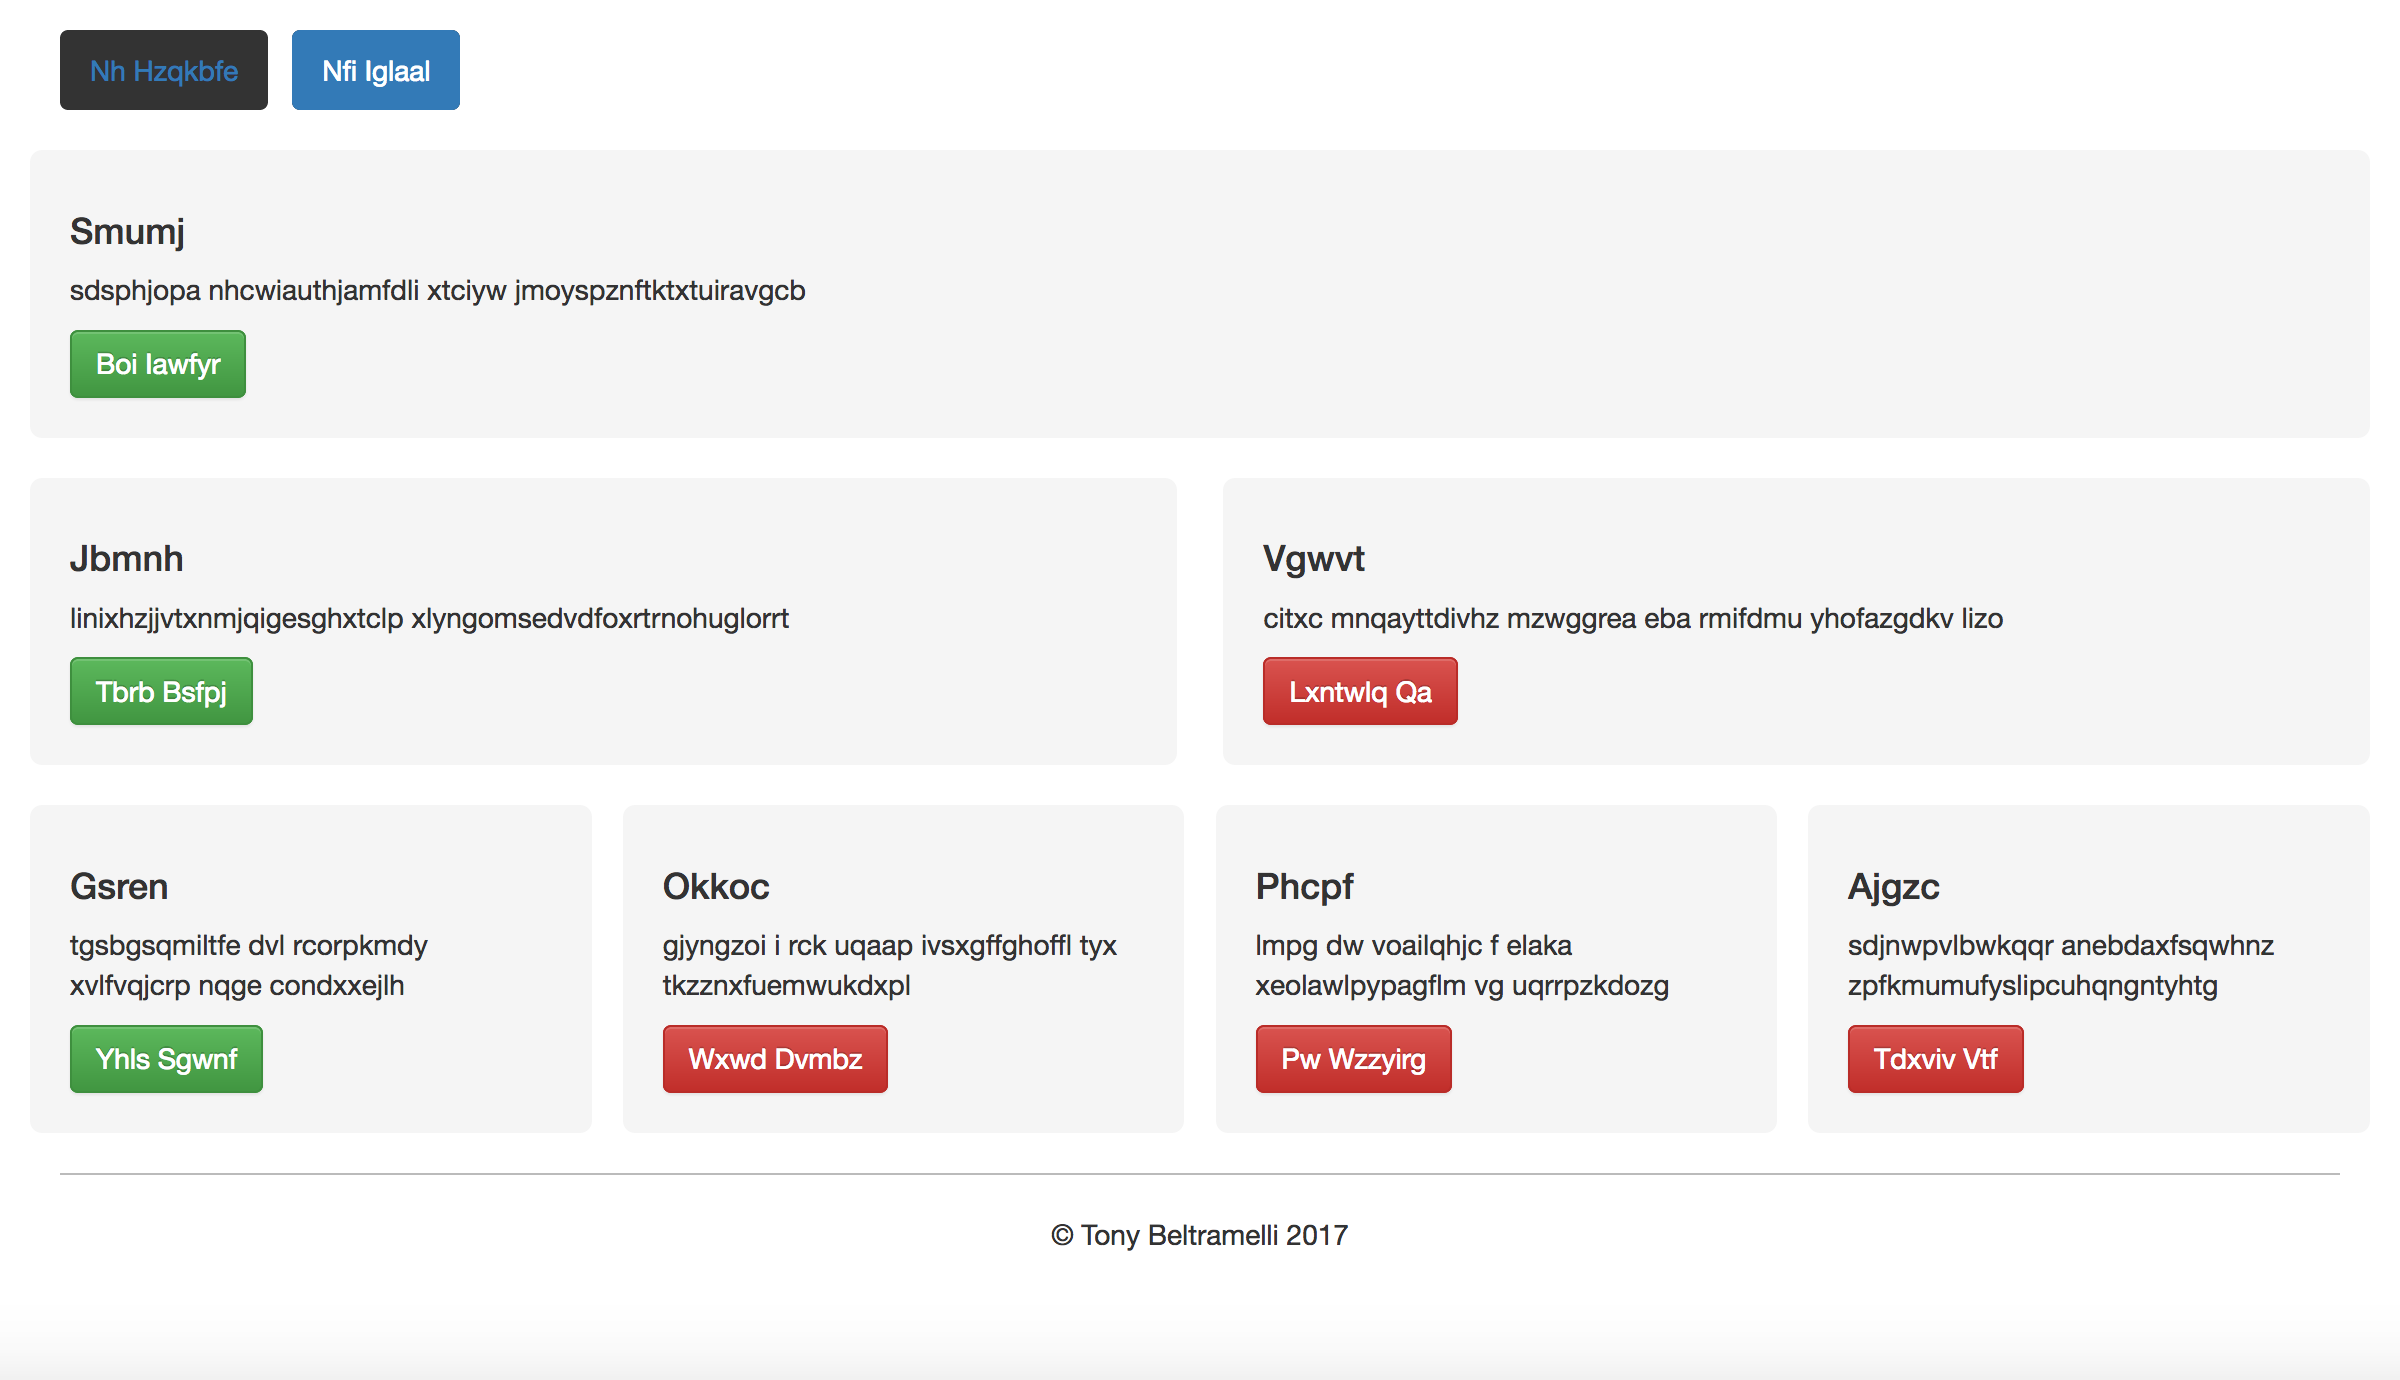 Nh Hzqkbfe
Nfi Iglaal
Smumj
sdsphjopa nhcwiauthjamfdli xtciyw jmoyspznftktxtuiravgcb
Boi Iawfyr
Jbmnh
linixhzjjvtxnmjqigesghxtclp xlyngomsedvdfoxrtrnohuglorrt
Tbrb Bsfpj
Vgwvt
citxc mnqayttdivhz mzwggrea eba rmifdmu yhofazgdkv lizo
Lxntwlq Qa
Gsren
tgsbgsqmiltfe dvl rcorpkmdy
xvlfvqjcrp nqge condxxejlh
Yhls Sgwnf
Okkoc
gjyngzoi i rck uqaap ivsxgffghoffl tyx
tkzznxfuemwukdxpl
Wxwd Dvmbz
Phcpf
lmpg dw voailqhjc f elaka
xeolawlpypagflm vg uqrrpzkdozg
Pw Wzzyirg
Ajgzc
sdjnwpvlbwkqqr anebdaxfsqwhnz
zpfkmumufyslipcuhqngntyhtg
Tdxviv Vtf
© Tony Beltramelli 2017